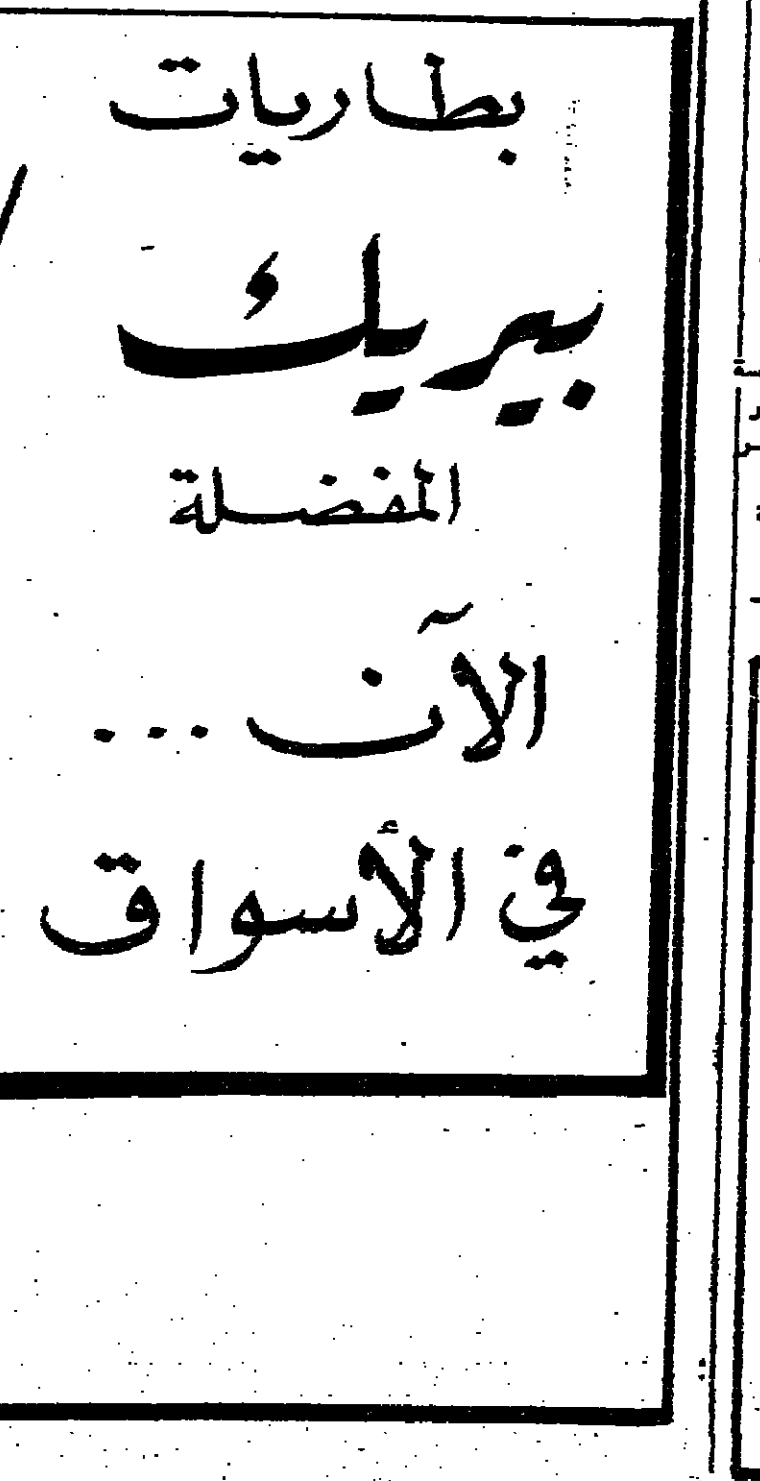 بطاريات
بيريك
المفضلة
الآن ...
في الأسواق